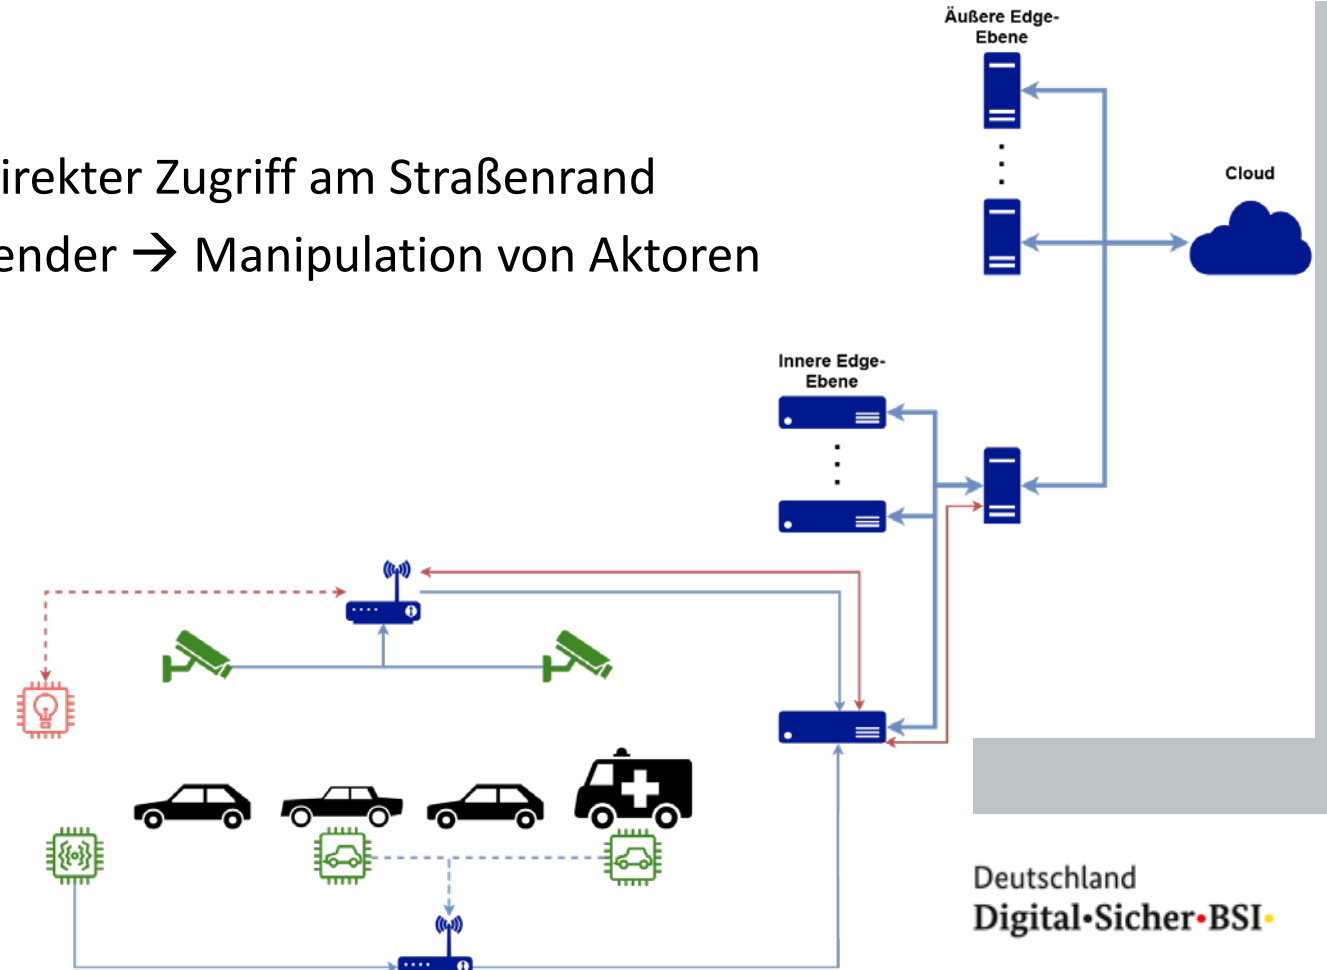 Äußere Edge-
Ebene
irekter Zugriff am Straßenrand
Cloud
ender → Manipulation von Aktoren
Innere Edge-
Ebene
Deutschland
Digital•Sicher•BSI•